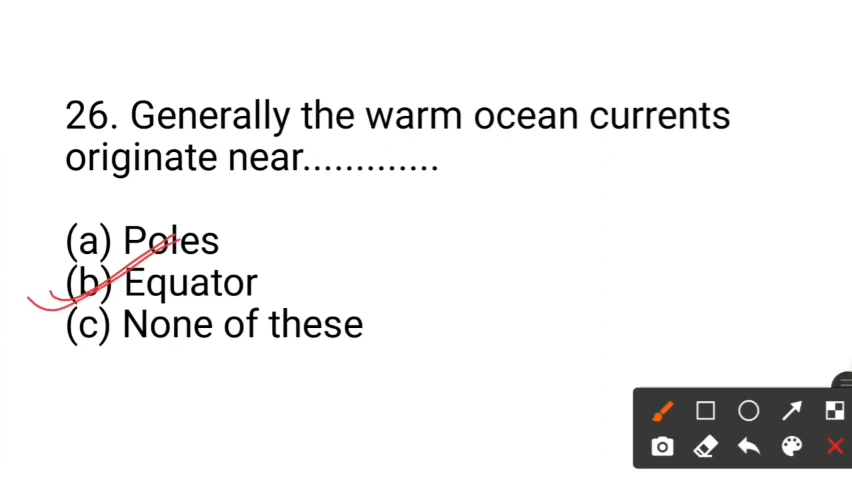 26. Generally the warm ocean currents
originate near.............
(a) Poles
(b) Equator
(c) None of these